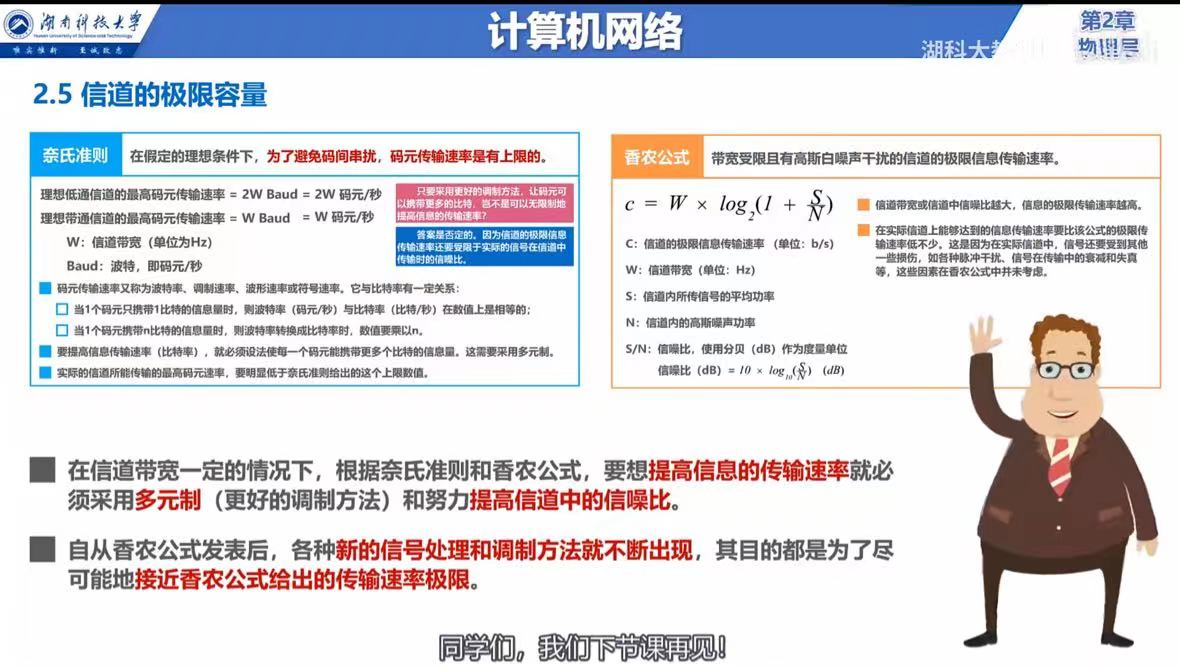 湖南科技大学
Hunan University of Science and Technology
唯实惟新 至诚致志
计算机网络
第2章
物理层
湖科大教
2.5 信道的极限容量
奈氏准则
在假定的理想条件下，为了避免码间串扰，码元传输速率是有上限的。
理想低通信道的最高码元传输速率 = 2W Baud = 2W 码元/秒
理想带通信道的最高码元传输速率 = W Baud = W 码元/秒
W：信道带宽（单位为Hz）
Baud：波特，即码元/秒
只要采用更好的调制方法，让码元可
以携带更多的比特，岂不是可以无限制地
提高信息的传输速率？
答案是否定的。因为信道的极限信息
传输速率还要受限于实际的信号在信道中
传输时的信噪比。
码元传输速率又称为波特率、调制速率、波形速率或符号速率。它与比特率有一定关系：
当1个码元只携带1比特的信息量时，则波特率（码元/秒）与比特率（比特/秒）在数值上是相等的；
当1个码元携带n比特的信息量时，则波特率转换成比特率时，数值要乘以n。
要提高信息传输速率（比特率），就必须设法使每一个码元能携带更多个比特的信息量。这需要采用多元制。
实际的信道所能传输的最高码元速率，要明显低于奈氏准则给出的这个上限数值。
香农公式
带宽受限且有高斯白噪声干扰的信道的极限信息传输速率。
c = W × log2(1 + S/N)
C：信道的极限信息传输速率 （单位：b/s）
W：信道带宽（单位：Hz）
S：信道内所传信号的平均功率
N：信道内的高斯噪声功率
S/N：信噪比，使用分贝（dB）作为度量单位
信噪比（dB）= 10 × log10(S/N) (dB)
信道带宽或信道中信噪比越大，信息的极限传输速率越高。
在实际信道上能够达到的信息传输速率要比该公式的极限传
输速率低不少。这是因为在实际信道中，信号还要受到其他
一些损伤，如各种脉冲干扰、信号在传输中的衰减和失真
等，这些因素在香农公式中并未考虑。
在信道带宽一定的情况下，根据奈氏准则和香农公式，要想提高信息的传输速率就必
须采用多元制（更好的调制方法）和努力提高信道中的信噪比。
自从香农公式发表后，各种新的信号处理和调制方法就不断出现，其目的都是为了尽
可能地接近香农公式给出的传输速率极限。
同学们，我们下节课再见！